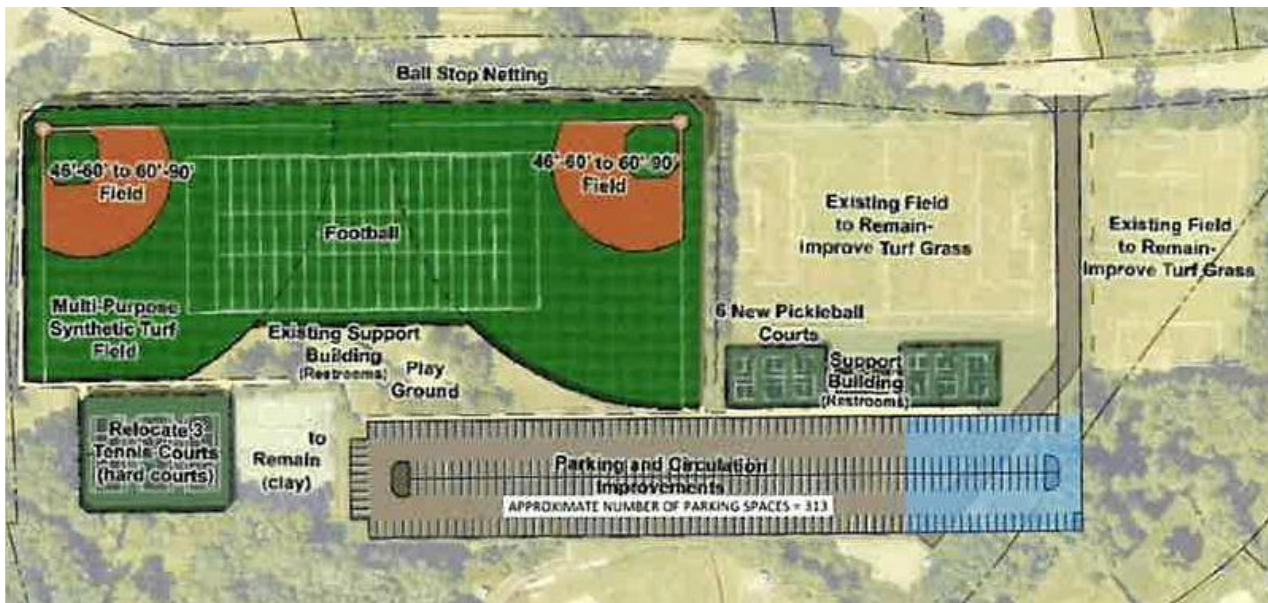 Ball Stop Netting
46'-60' to 60'-90'
Field
46'-60' to 60'-90'
Field
Football
Existing Field
to Remain-
Improve Turf Grass
Existing Field
to Remain-
Improve Turf Grass
Multi-Purpose
Synthetic Turf
Field
Existing Support
Building
(Restrooms)
Play
Ground
6 New Pickleball
Courts
Support
Building
(Restrooms)
Relocate 3
Tennis Courts
(hard courts)
to
Remain
(clay)
Parking and Circulation
Improvements
APPROXIMATE NUMBER OF PARKING SPACES = 313